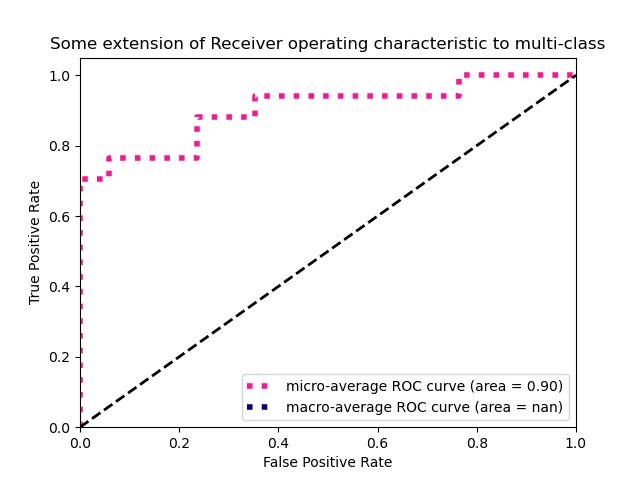 Some extension of Receiver operating characteristic to multi-class
1.0
0.8
0.6
0.4
0.2
0.0
True Positive Rate
micro-average ROC curve (area = 0.90)
macro-average ROC curve (area = nan)
0.0 0.2 0.4 0.6 0.8 1.0
False Positive Rate